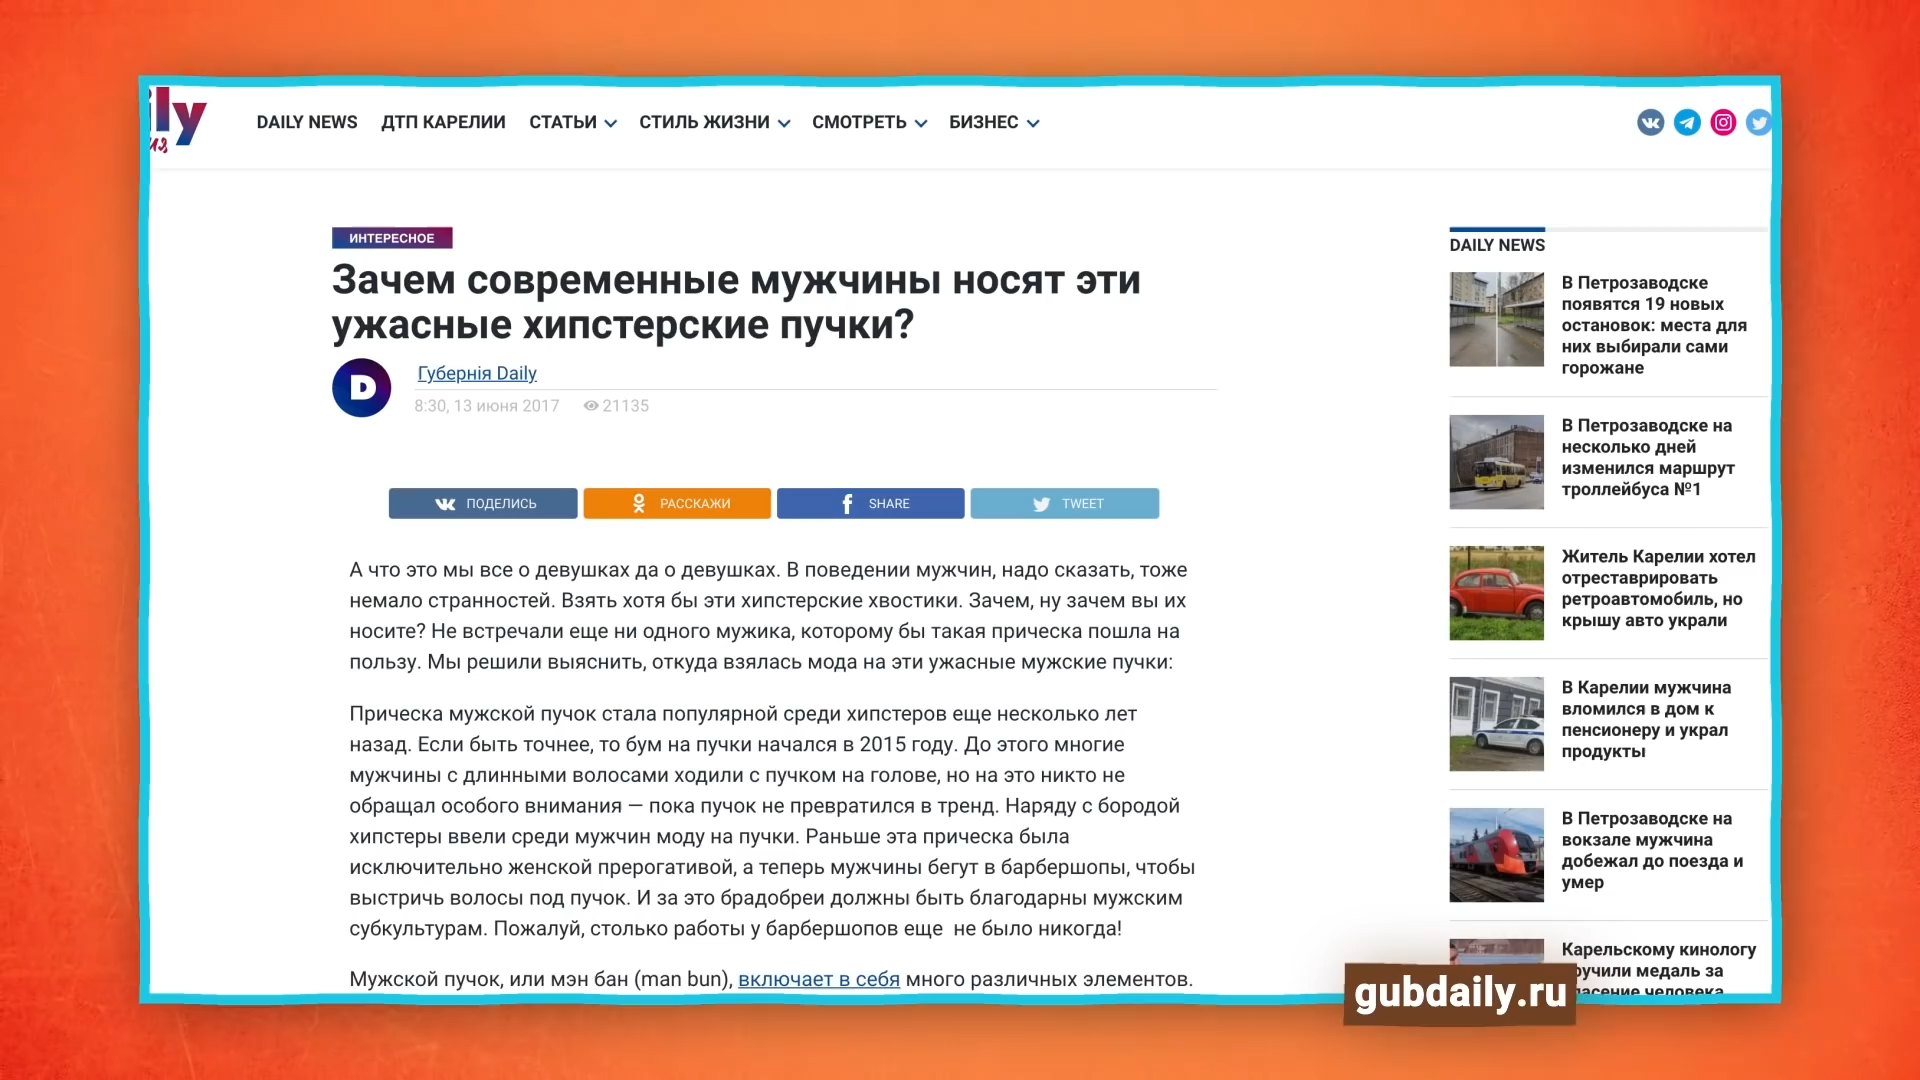 ily
из
DAILY NEWS ДТП КАРЕЛИИ СТАТЬИ СТИЛЬ ЖИЗНИ СМОТРЕТЬ БИЗНЕС
ИНТЕРЕСНОЕ
Зачем современные мужчины носят эти
ужасные хипстерские пучки?
D
Губернія Daily
8:30, 13 июня 2017 21135
ПОДЕЛИСЬ РАССКАЖИ SHARE TWEET
А что это мы все о девушках да о девушках. В поведении мужчин, надо сказать, тоже
немало странностей. Взять хотя бы эти хипстерские хвостики. Зачем, ну зачем вы их
носите? Не встречали еще ни одного мужика, которому бы такая прическа пошла на
пользу. Мы решили выяснить, откуда взялась мода на эти ужасные мужские пучки:
Прическа мужской пучок стала популярной среди хипстеров еще несколько лет
назад. Если быть точнее, то бум на пучки начался в 2015 году. До этого многие
мужчины с длинными волосами ходили с пучком на голове, но на это никто не
обращал особого внимания — пока пучок не превратился в тренд. Наряду с бородой
хипстеры ввели среди мужчин моду на пучки. Раньше эта прическа была
исключительно женской прерогативой, а теперь мужчины бегут в барбершопы, чтобы
выстричь волосы под пучок. И за это брадобреи должны быть благодарны мужским
субкультурам. Пожалуй, столько работы у барбершопов еще не было никогда!
Мужской пучок, или мэн бан (man bun), включает в себя много различных элементов.
DAILY NEWS
В Петрозаводске
появятся 19 новых
остановок: места для
них выбирали сами
горожане
В Петрозаводске на
несколько дней
изменился маршрут
троллейбуса №1
Житель Карелии хотел
отреставрировать
ретроавтомобиль, но
крышу авто украли
В Карелии мужчина
вломился в дом к
пенсионеру и украл
продукты
В Петрозаводске на
вокзале мужчина
добежал до поезда и
умер
Карельскому кинологу
ручили медаль за
пасение человека
gubdaily.ru